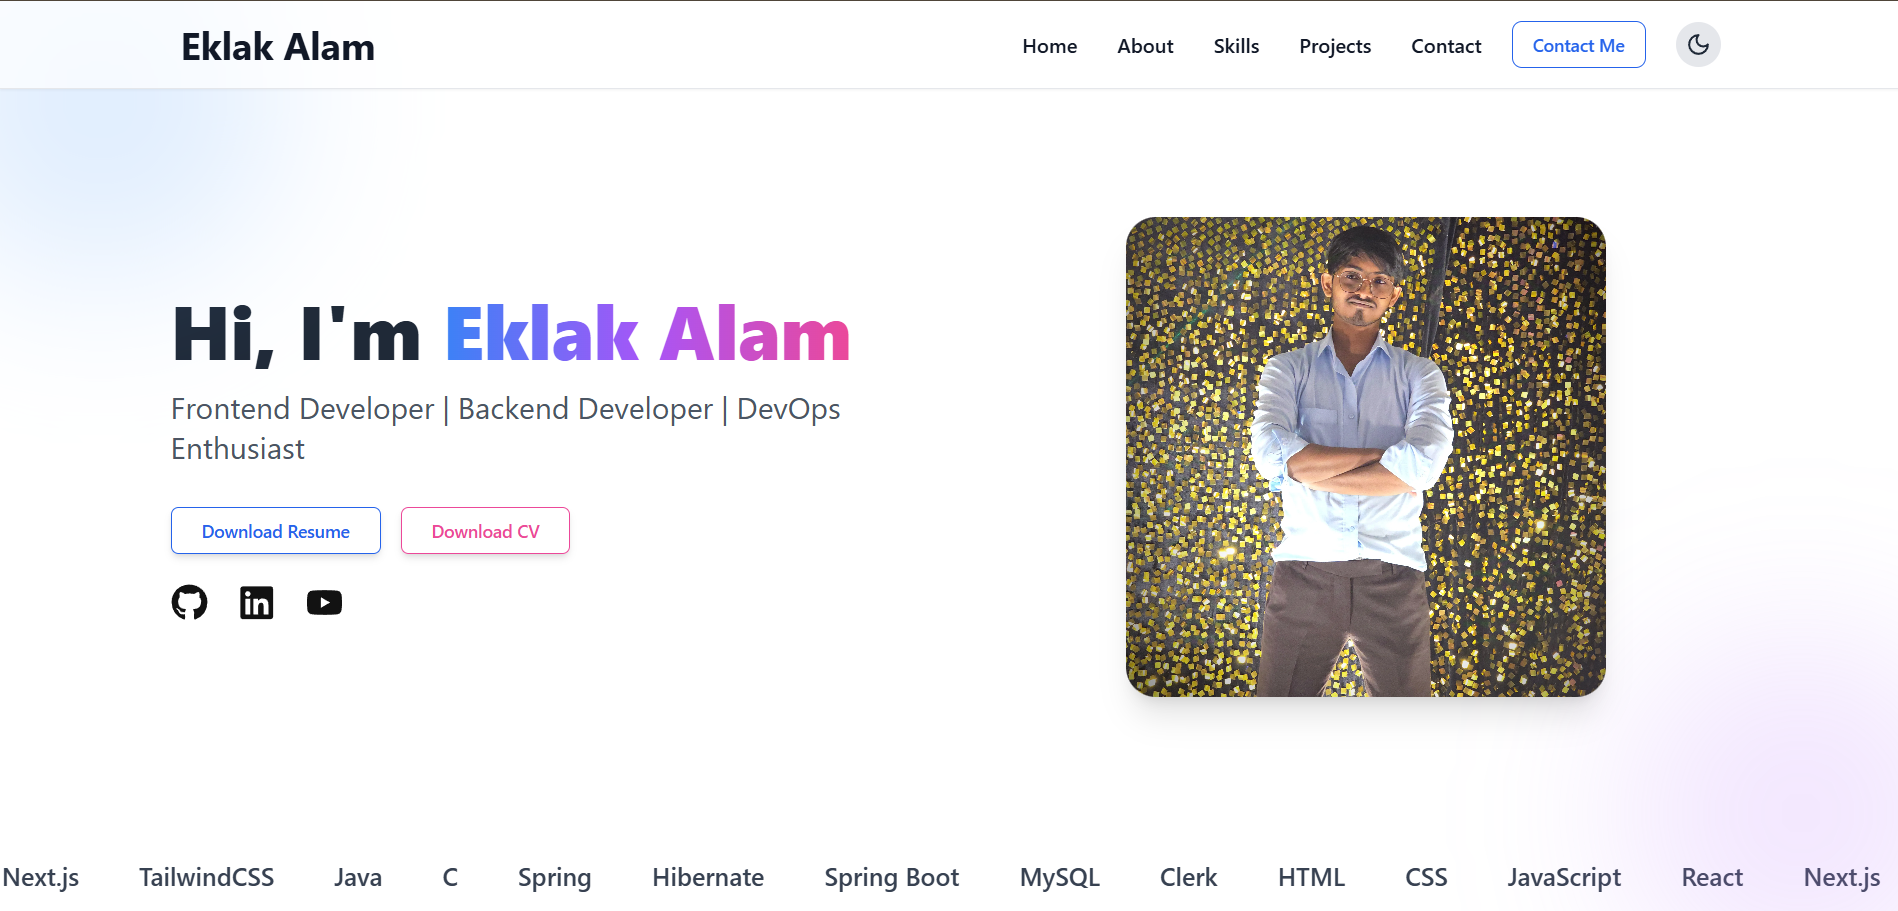 Eklak Alam
Home About Skills Projects Contact Contact Me
Hi, I'm Eklak Alam
Frontend Developer | Backend Developer | DevOps
Enthusiast
Download Resume Download CV
in
Next.js TailwindCSS Java C Spring Hibernate Spring Boot MySQL Clerk HTML CSS JavaScript React Next.js